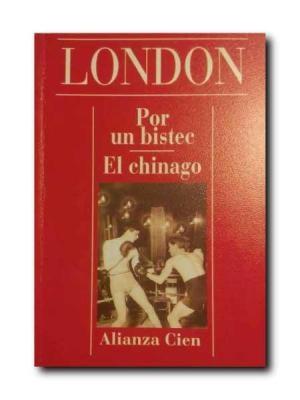 LONDON
Por
un bistec
El chinago
Alianza Cien